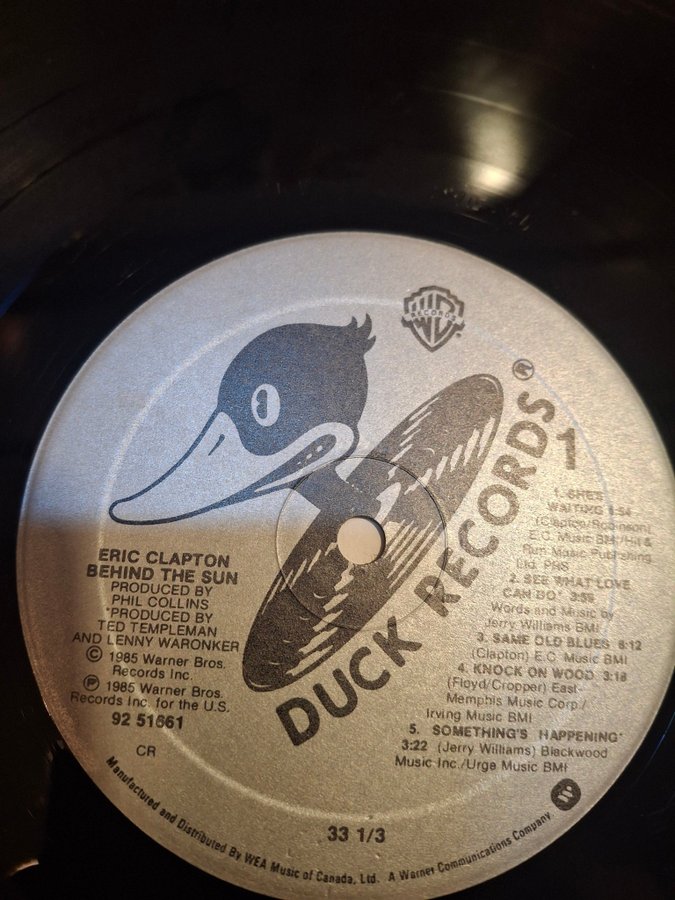 RECORDS
W
R
DUCK RECORDS
1
ERIC CLAPTON
BEHIND THE SUN
PRODUCED BY
PHIL COLLINS
*PRODUCED BY
TED TEMPLEMAN
AND LENNY WARONKER
© 1985 Warner Bros.
Records Inc.
℗ 1985 Warner Bros.
Records Inc. for the U.S.
92 51661
CR
1. SHE'S
WAITING
(Clapton/Robinson)
E.C. Music BMI/Hit &
Run Music Publishing
Ltd. PRS
2. SEE WHAT LOVE
CAN DO* 3:56
Words and Music by
Jerry Williams BMI
3. SAME OLD BLUES 8:12
(Clapton) E.C. Music BMI
4. KNOCK ON WOOD 3:18
(Floyd/Cropper) East-
Memphis Music Corp./
Irving Music BMI
5. SOMETHING'S HAPPENING*
3:22 (Jerry Williams) Blackwood
Music Inc./Urge Music BMI
33 1/3
Manufactured and Distributed By WEA Music of Canada, Ltd. A Warner Communications Company